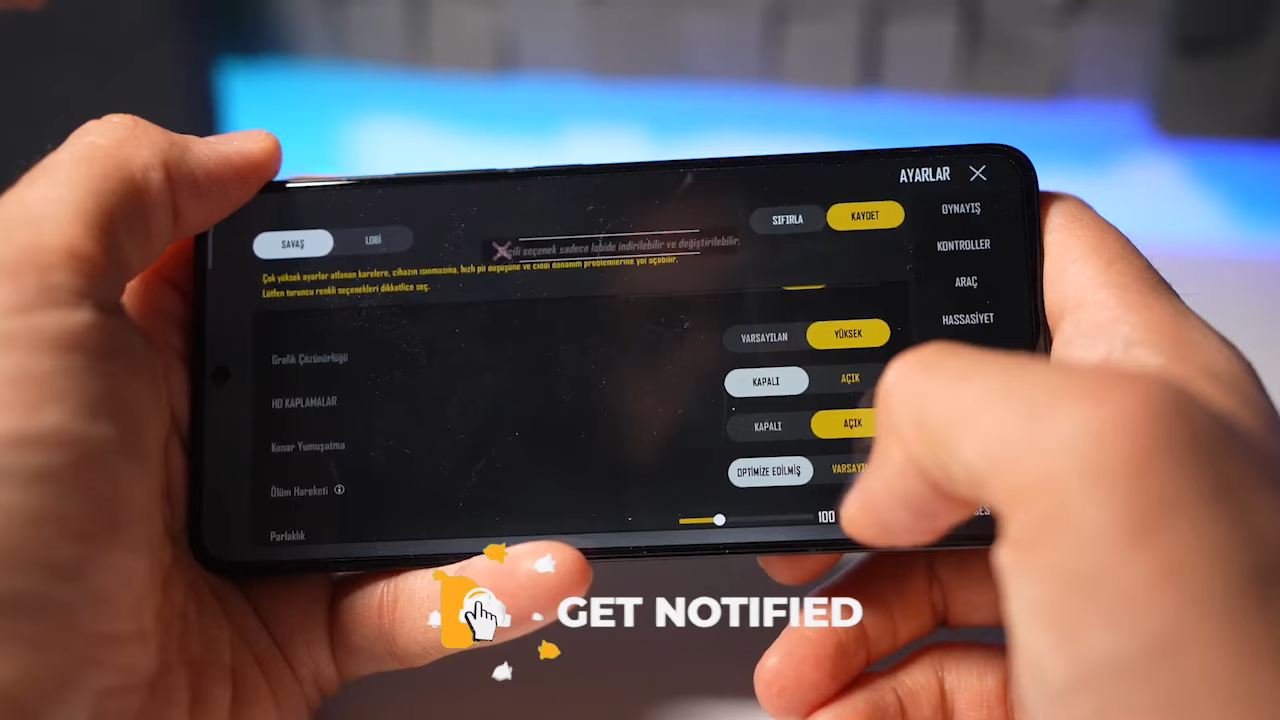 AYARLAR
SIFIRLA
KAYDET
OYNAYIŞ
SAVAŞ
LOBİ
seçenek sadece lobide indirilebilir ve değiştirilebilir.
KONTROLLER
Çok yüksek ayarlar atlanan karelere, cihazın ısınmasına, hızlı pil düşüşüne ve ciddi donanım problemlerine yol açabilir.
Lütfen turuncu renkli seçenekleri dikkatlice seç.
ARAÇ
HASSASİYET
Grafik Çözünürlüğü
VARSAYILAN
YÜKSEK
HD KAPLAMALAR
KAPALI
AÇIK
Kenar Yumuşatma
KAPALI
AÇIK
Ölüm Hareketi
OPTİMİZE EDİLMİŞ
Parlaklık
100
GET NOTIFIED